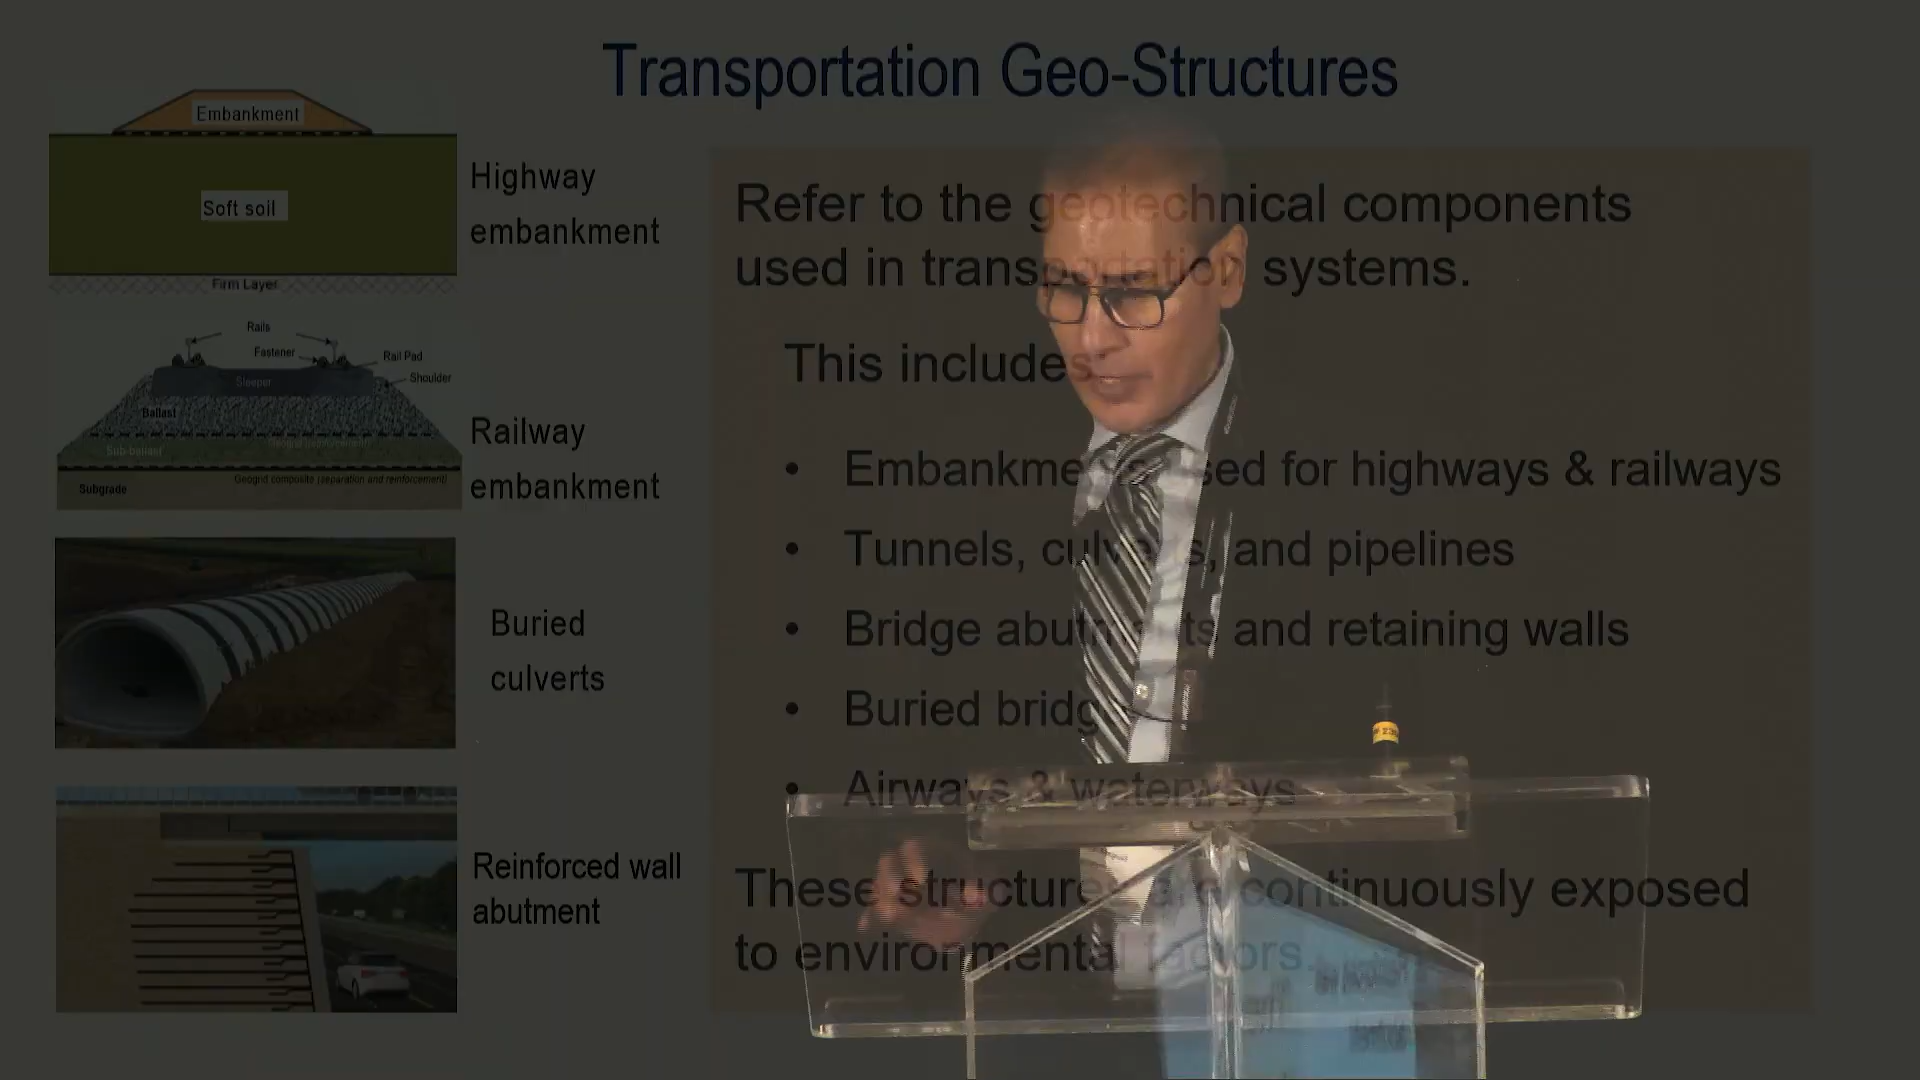 Transportation Geo-Structures
Embankment
Soft soil
Firm Layer
Highway
embankment
Rails
Fastener
Rail Pad
Shoulder
Sleeper
Ballast
Sub-ballast
Geogrid composite (separation and reinforcement)
Subgrade
Railway
embankment
Buried
culverts
Reinforced wall
abutment
Refer to the geotechnical components
used in transportation systems.
This includes
• Embankments used for highways & railways
• Tunnels, culverts, and pipelines
• Bridge abutments and retaining walls
• Buried bridg
• Airways & waterways
These structures are continuously exposed
to environmental factors.